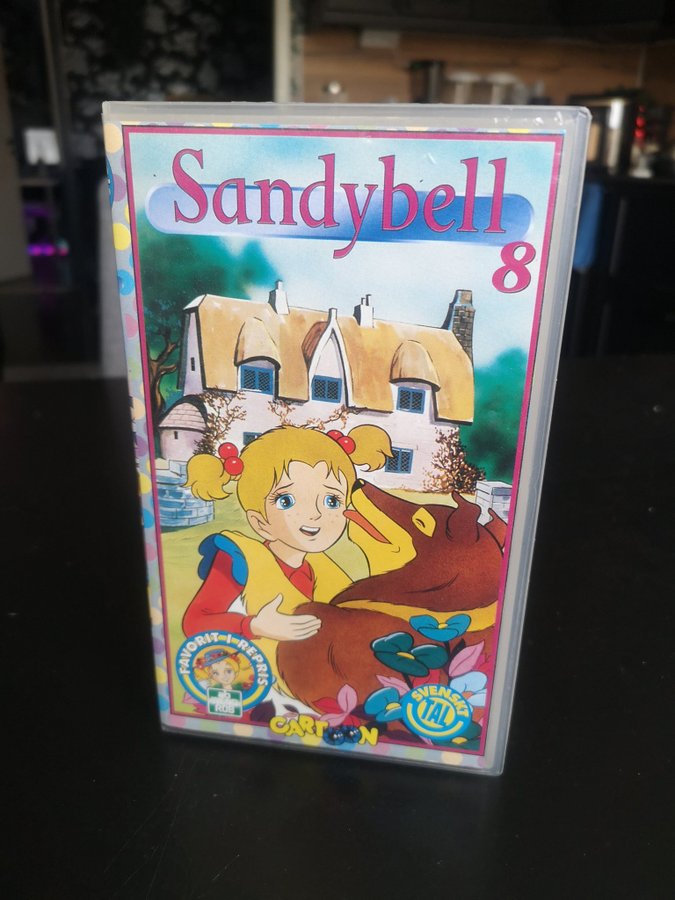 Sandybell
8
FAVORIT-I-REPRIS
SVENSKT
TAL
CARTOON